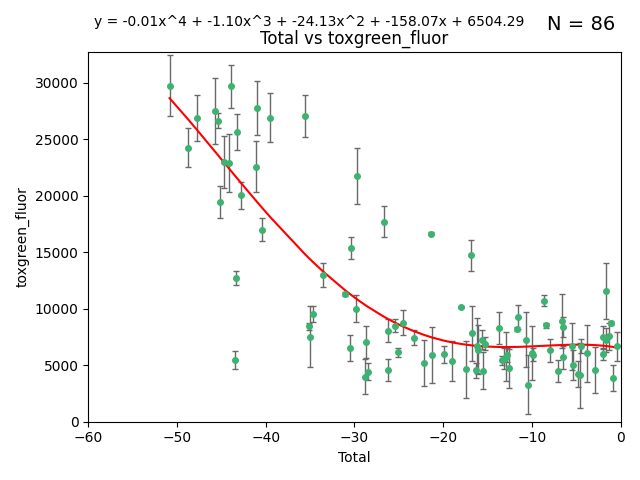 y = -0.01x^4 + -1.10x^3 + -24.13x^2 + -158.07x + 6504.29
N = 86
Total vs toxgreen_fluor
30000
25000
20000
15000
10000
5000
0
toxgreen_fluor
−60
−50
−40
−30
−20
−10
0
Total